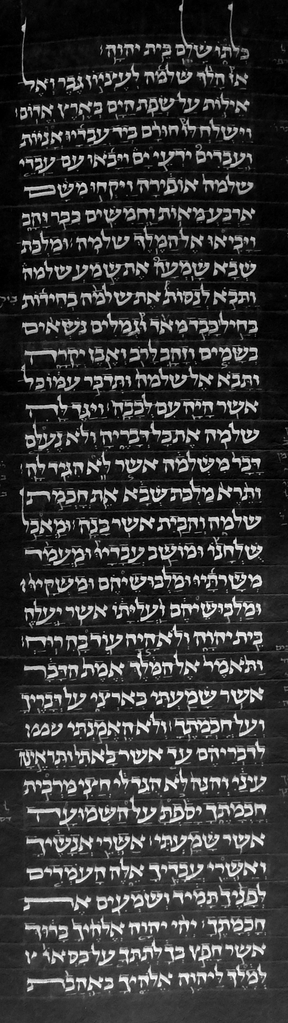 כלתו שלם בית יהוה
אז הלך שלמה לעציון גבר ואל
אילות על שפת הים בארץ אדום
וישלח לו חורם ביד עבדיו אניות
ועבדים ידעי ים ויבאו עם עבדי
שלמה אופירה ויקחו משם
ארבע מאות וחמשים ככר זהב
ויביאו אל המלך שלמה ומלכת
שבא שמעה את שמע שלמה
ותבא לנסות את שלמה בחידות
בחיל כבד מאד וגמלים נשאים
בשמים וזהב לרב ואבן יקרה
ותבא אל שלמה ותדבר עמו כל
אשר היה עם לבבה ויגד לה
שלמה את כל דבריה ולא נעלם
דבר משלמה אשר לא הגיד לה
ותרא מלכת שבא את חכמת
שלמה והבית אשר בנה ומאכל
שלחנו ומושב עבדיו ומעמד
משרתיו ומלבושיהם ומשקיו
ומלבושיהם ועליתו אשר יעלה
בית יהוה ולא היה עוד בה רוח
ותאמר אל המלך אמת הדבר
אשר שמעתי בארצי על דבריך
ועל חכמתך ולא האמנתי
לדבריהם עד אשר באתי ותראינה
עיני והנה לא הגד לי חצי מרבית
חכמתך יספת על השמועה
אשר שמעתי אשרי אנשיך
ואשרי עבדיך אלה העמדים
לפניך תמיד ושמעים את
חכמתך יהי יהוה אלהיך ברוך
אשר חפץ בך לתתך על כסאו
למלך ליהוה אלהיך באהבת